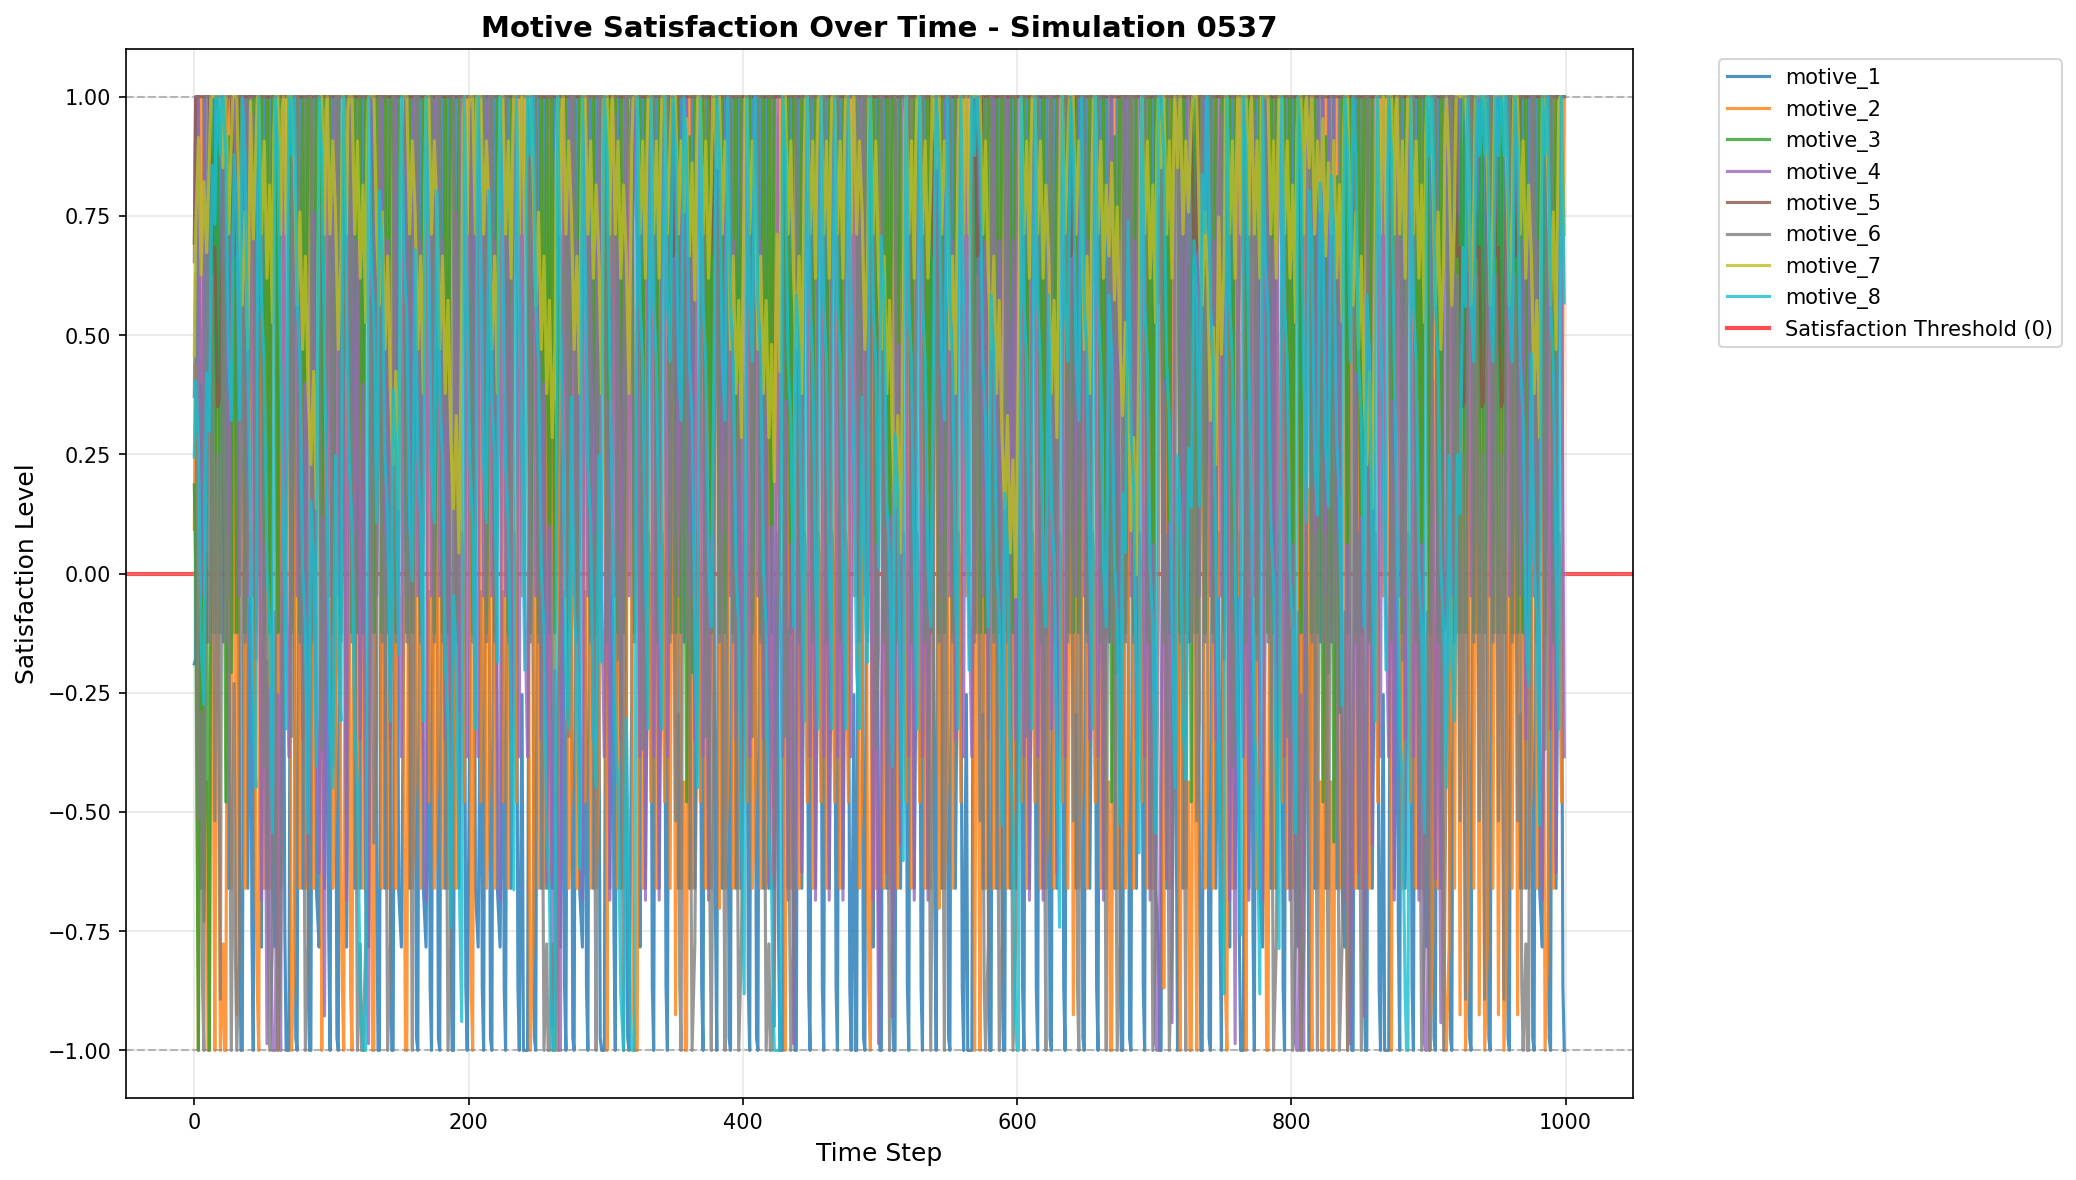 Motive Satisfaction Over Time - Simulation 0537
1.00
0.75
0.50
0.25
0.00
−0.25
−0.50
−0.75
−1.00
Satisfaction Level
0 200 400 600 800 1000
Time Step
motive_1
motive_2
motive_3
motive_4
motive_5
motive_6
motive_7
motive_8
Satisfaction Threshold (0)